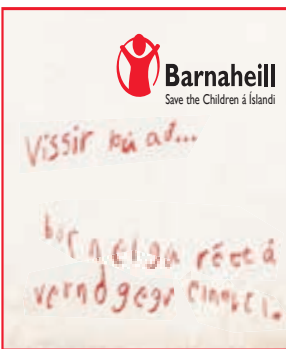 Barnaheill
Save the Children á Íslandi
Vissir þú að...
börn eiga rétt á
vernd gegn einelti.